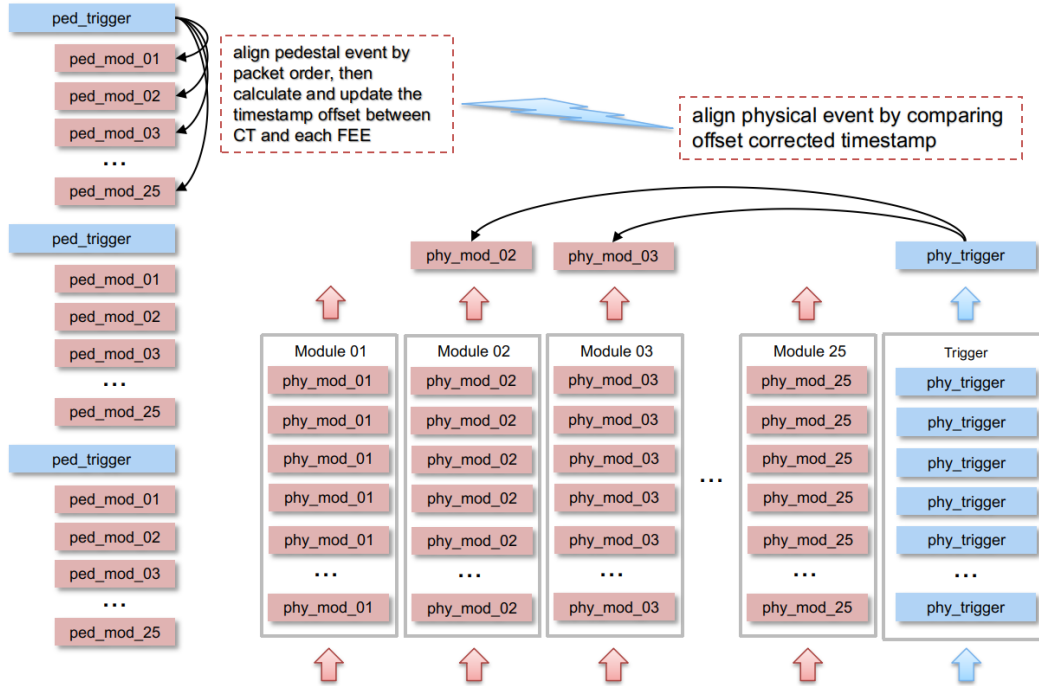 ped_trigger
ped_mod_01
ped_mod_02
ped_mod_03
...
ped_mod_25
ped_trigger
ped_mod_01
ped_mod_02
ped_mod_03
...
ped_mod_25
ped_trigger
ped_mod_01
ped_mod_02
ped_mod_03
...
ped_mod_25
align pedestal event by
packet order, then
calculate and update the
timestamp offset between
CT and each FEE
align physical event by comparing
offset corrected timestamp
phy_mod_02
phy_mod_03
phy_trigger
Module 01
phy_mod_01
phy_mod_01
phy_mod_01
phy_mod_01
phy_mod_01
...
phy_mod_01
Module 02
phy_mod_02
phy_mod_02
phy_mod_02
phy_mod_02
phy_mod_02
...
phy_mod_02
Module 03
phy_mod_03
phy_mod_03
phy_mod_03
phy_mod_03
phy_mod_03
...
phy_mod_03
...
Module 25
phy_mod_25
phy_mod_25
phy_mod_25
phy_mod_25
phy_mod_25
...
phy_mod_25
Trigger
phy_trigger
phy_trigger
phy_trigger
phy_trigger
phy_trigger
...
phy_trigger